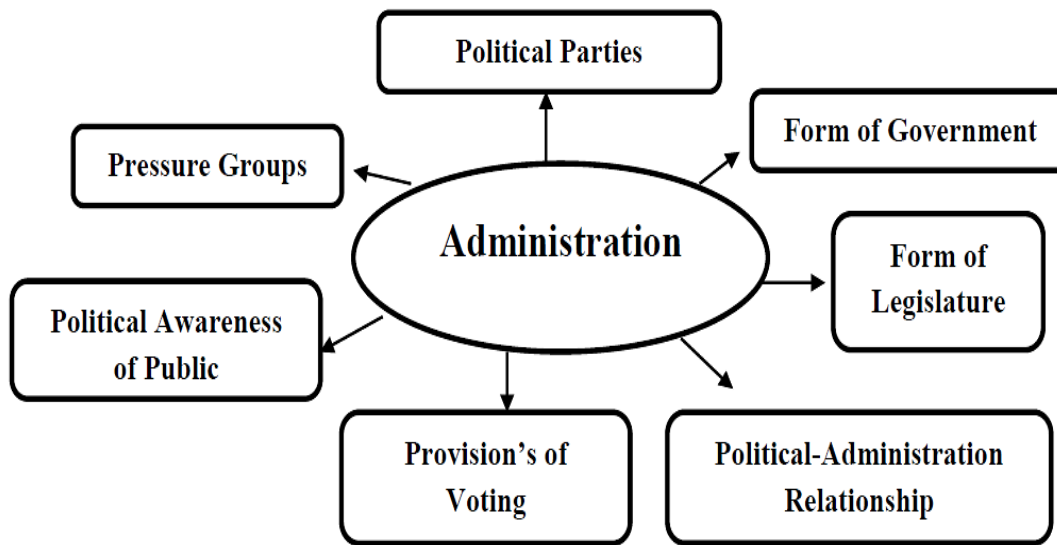 Political Parties
Form of Government
Pressure Groups
Administration
Form of
Legislature
Political Awareness
of Public
Provision’s of
Voting
Political-Administration
Relationship